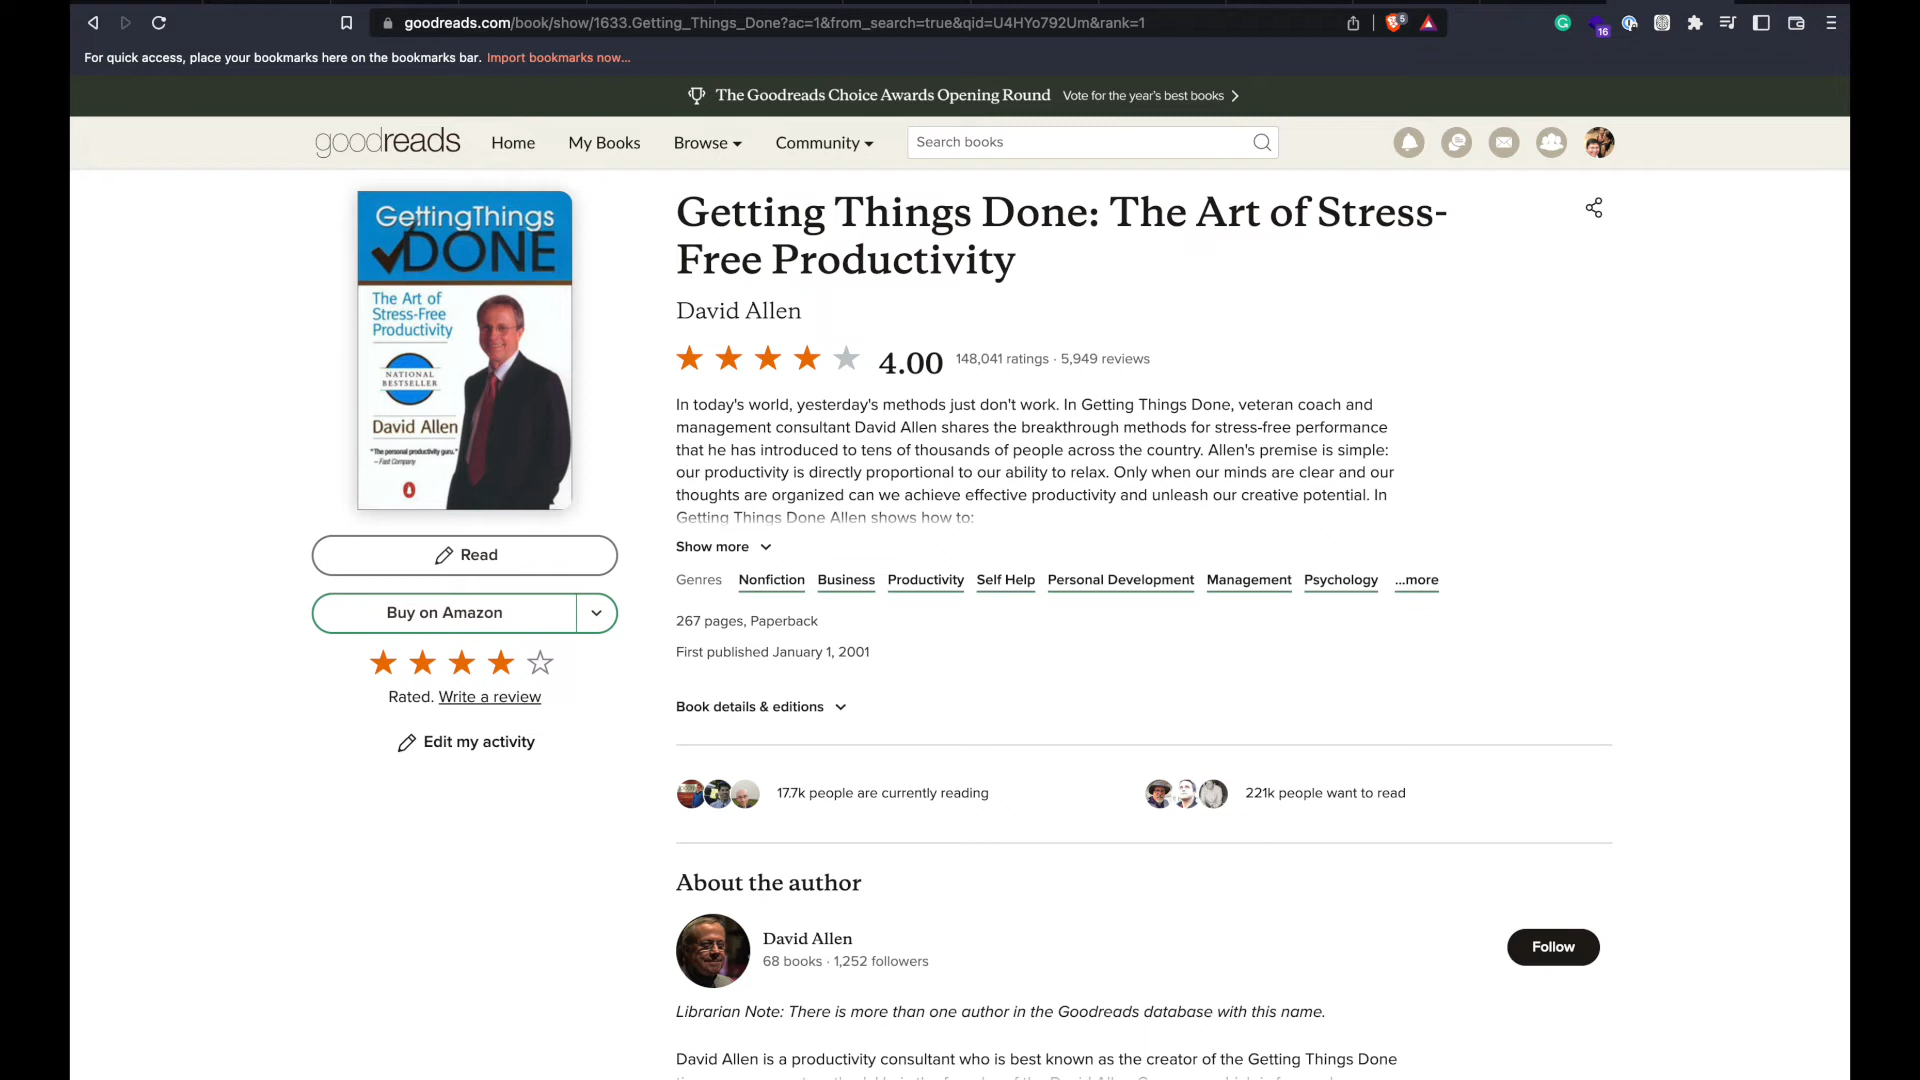 goodreads.com/book/show/1633.Getting_Things_Done?ac=1&from_search=true&qid=U4HYo792Um&rank=1
5
16
For quick access, place your bookmarks here on the bookmarks bar. Import bookmarks now...
The Goodreads Choice Awards Opening Round Vote for the year's best books
goodreads Home My Books Browse Community Search books
GettingThings
DONE
The Art of
Stress-Free
Productivity
NATIONAL
BESTSELLER
David Allen
"The personal productivity guru."
—Fast Company
Read
Buy on Amazon
Rated. Write a review
Edit my activity
Getting Things Done: The Art of Stress-
Free Productivity
David Allen
4.00 148,041 ratings · 5,949 reviews
In today's world, yesterday's methods just don't work. In Getting Things Done, veteran coach and
management consultant David Allen shares the breakthrough methods for stress-free performance
that he has introduced to tens of thousands of people across the country. Allen's premise is simple:
our productivity is directly proportional to our ability to relax. Only when our minds are clear and our
thoughts are organized can we achieve effective productivity and unleash our creative potential. In
Getting Things Done Allen shows how to:
Show more
Genres Nonfiction Business Productivity Self Help Personal Development Management Psychology ...more
267 pages, Paperback
First published January 1, 2001
Book details & editions
17.7k people are currently reading
221k people want to read
About the author
David Allen
68 books · 1,252 followers
Follow
Librarian Note: There is more than one author in the Goodreads database with this name.
David Allen is a productivity consultant who is best known as the creator of the Getting Things Done